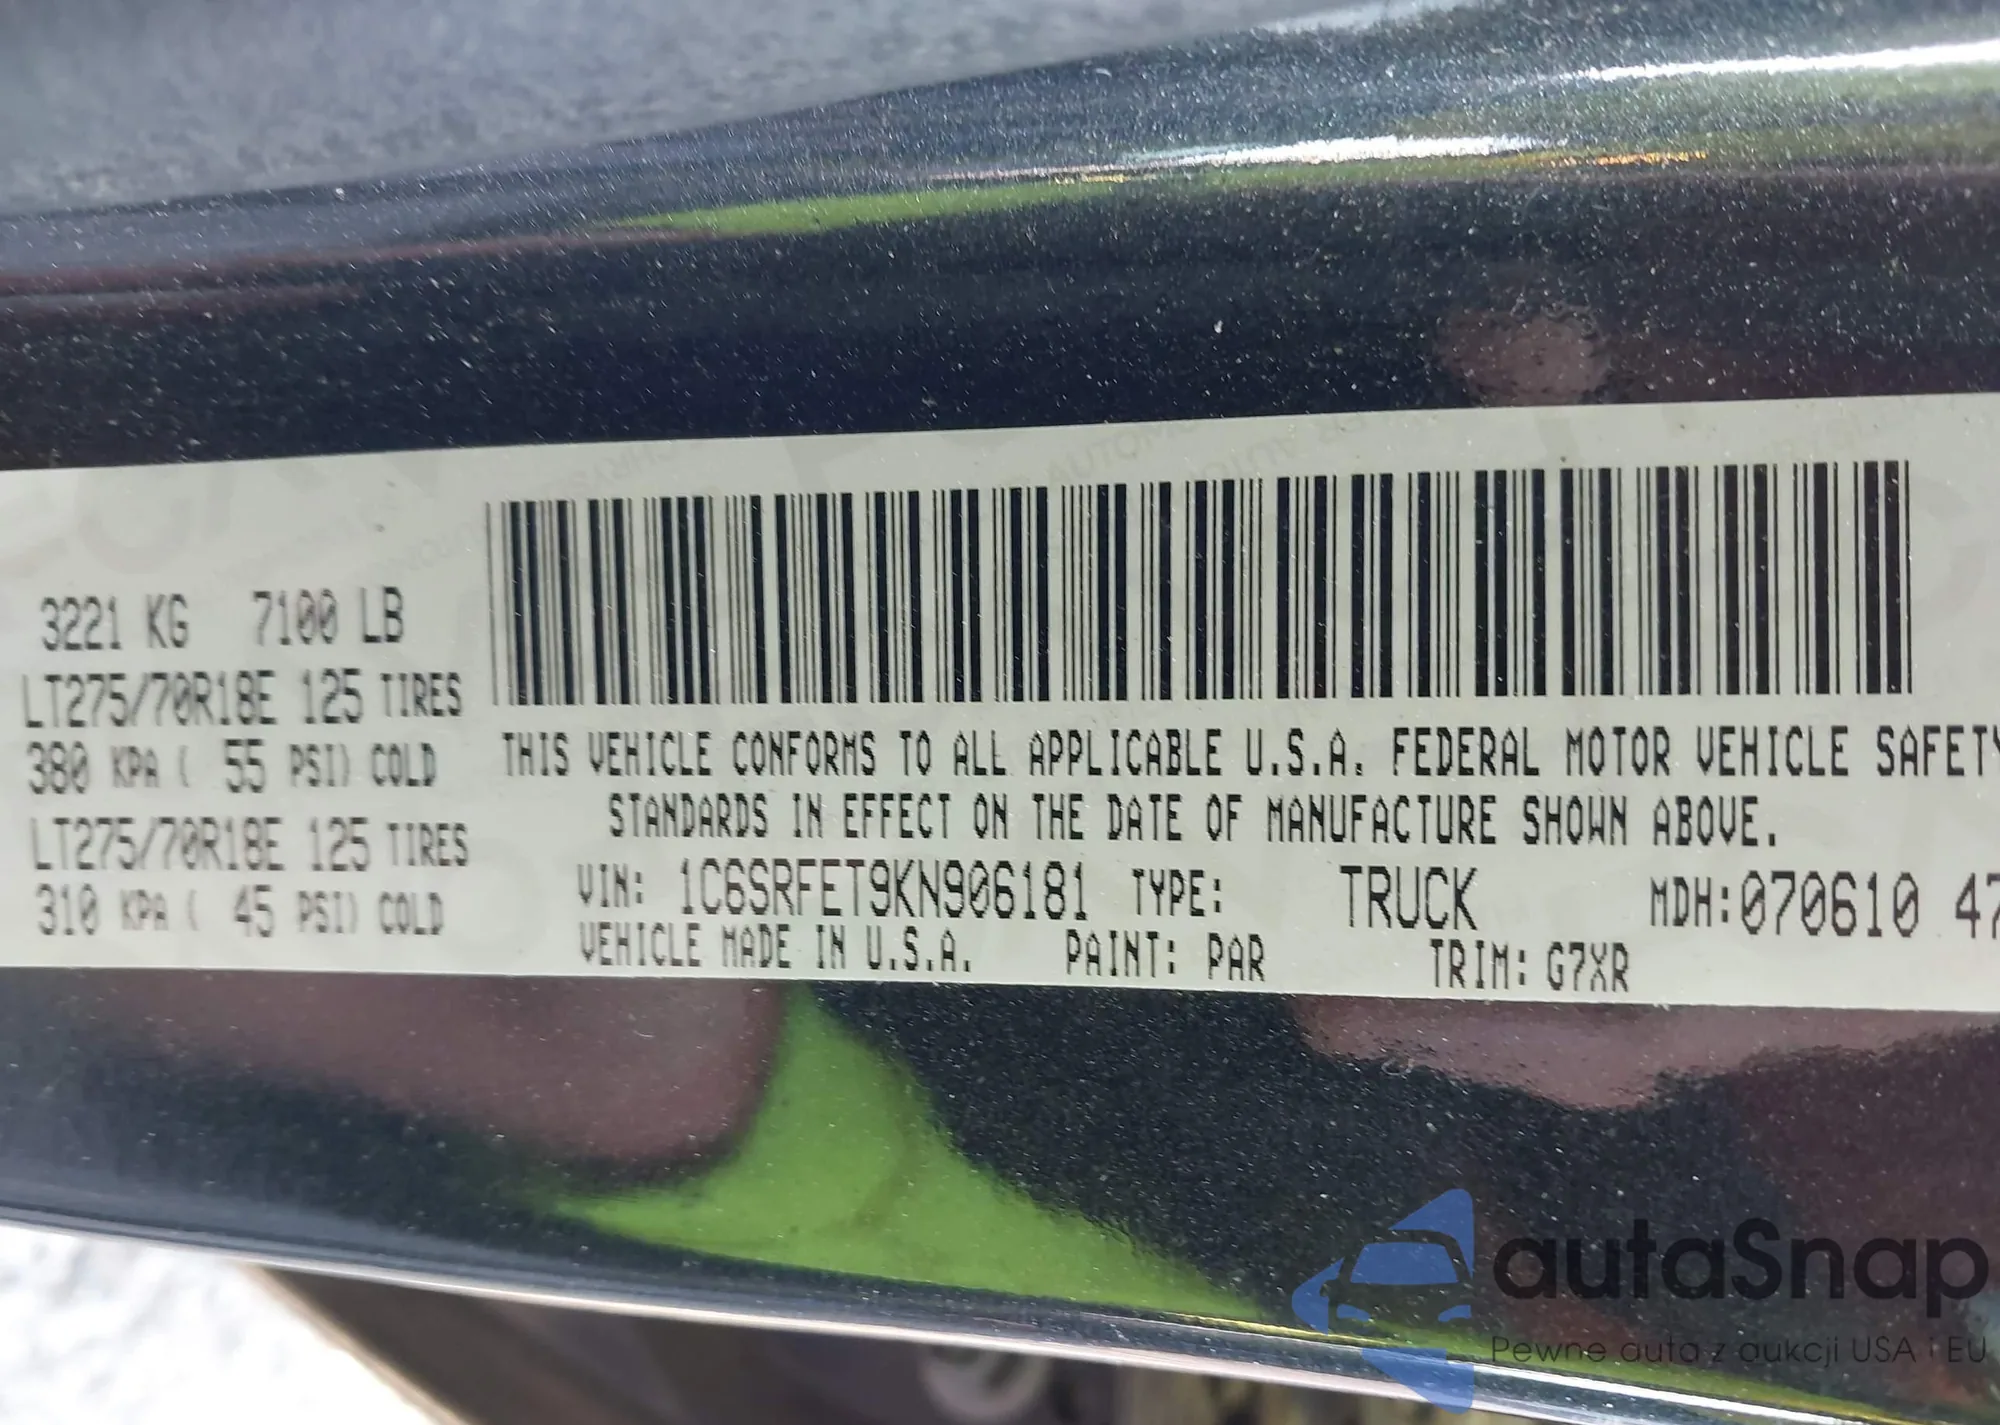 3221 KG 7100 LB
LT275/70R18E 125 TIRES
380 KPA ( 55 PSI) COLD
LT275/70R18E 125 TIRES
310 KPA ( 45 PSI) COLD
THIS VEHICLE CONFORMS TO ALL APPLICABLE U.S.A. FEDERAL MOTOR VEHICLE SAFETY
STANDARDS IN EFFECT ON THE DATE OF MANUFACTURE SHOWN ABOVE.
VIN: 1C6SRFET9KN906181 TYPE: TRUCK MDH:070610 47
VEHICLE MADE IN U.S.A. PAINT: PAR TRIM: G7XR
autaSnap
Pewne auta z aukcji USA i EU